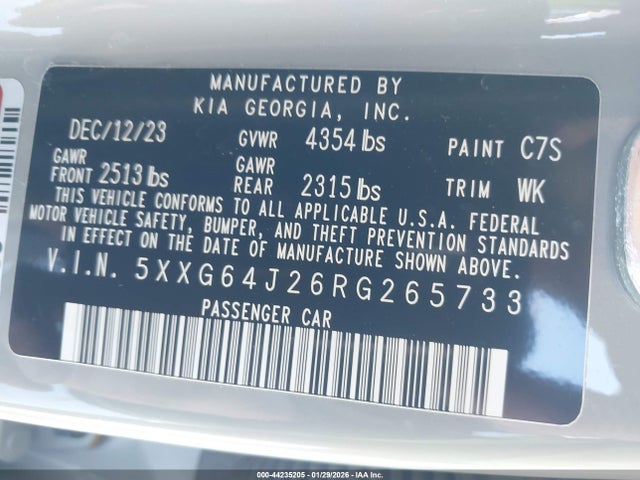 MANUFACTURED BY
KIA GEORGIA, INC.
DEC/12/23 GVWR 4354 lbs PAINT C7S
GAWR FRONT 2513 lbs GAWR REAR 2315 lbs TRIM WK
THIS VEHICLE CONFORMS TO ALL APPLICABLE U.S.A. FEDERAL
MOTOR VEHICLE SAFETY, BUMPER, AND THEFT PREVENTION STANDARDS
IN EFFECT ON THE DATE OF MANUFACTURE SHOWN ABOVE.
V.I.N. 5XXG64J26RG265733
PASSENGER CAR
000-44235205 - 01/29/2026 - IAA Inc.